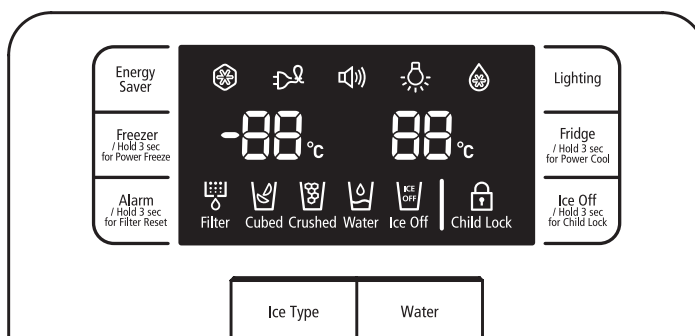 Energy
Saver
Freezer
/ Hold 3 sec
for Power Freeze
Alarm
/ Hold 3 sec
for Filter Reset
-88 °C
88 °C
Filter
Cubed
Crushed
Water
ICE
OFF
Ice Off
Child Lock
Lighting
Fridge
/ Hold 3 sec
for Power Cool
Ice Off
/ Hold 3 sec
for Child Lock
Ice Type
Water